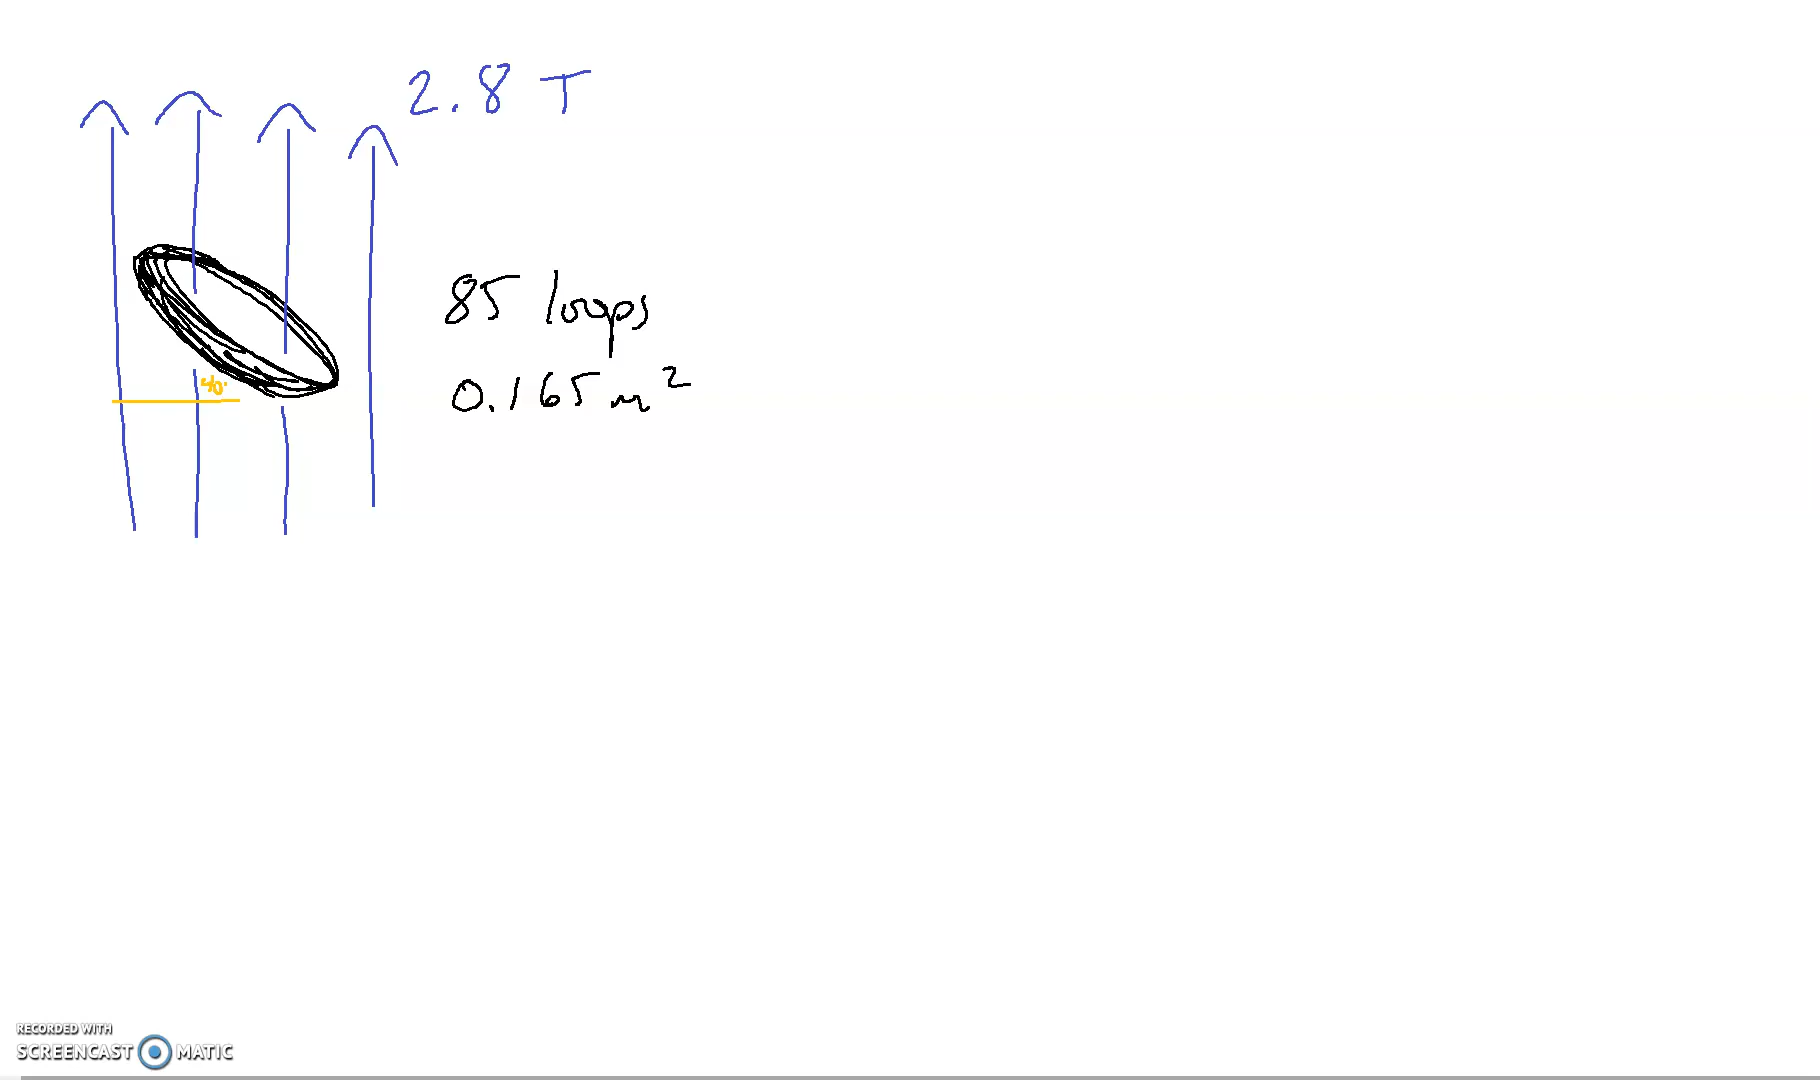 2.8 T
85 loops
40°
0.165 m²
RECORDED WITH
SCREENCAST MATIC